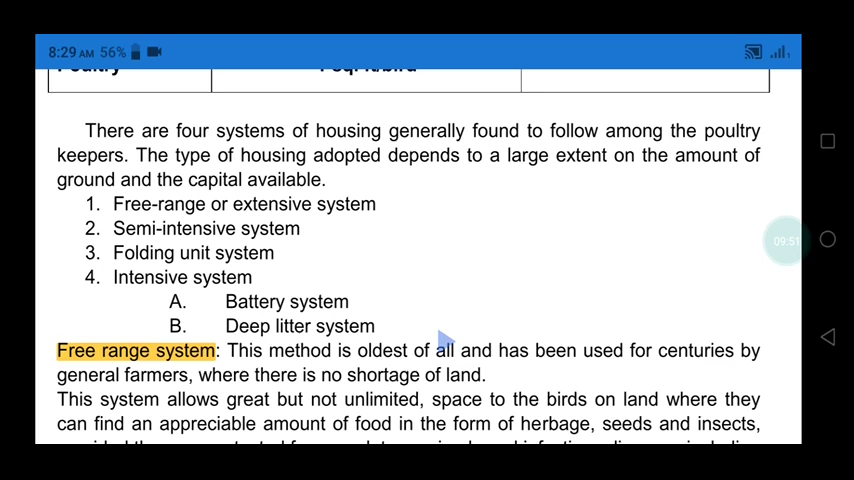 8:29 AM 56%
There are four systems of housing generally found to follow among the poultry
keepers. The type of housing adopted depends to a large extent on the amount of
ground and the capital available.
1. Free-range or extensive system
2. Semi-intensive system
3. Folding unit system
4. Intensive system
A. Battery system
B. Deep litter system
Free range system: This method is oldest of all and has been used for centuries by
general farmers, where there is no shortage of land.
This system allows great but not unlimited, space to the birds on land where they
can find an appreciable amount of food in the form of herbage, seeds and insects,
09:51